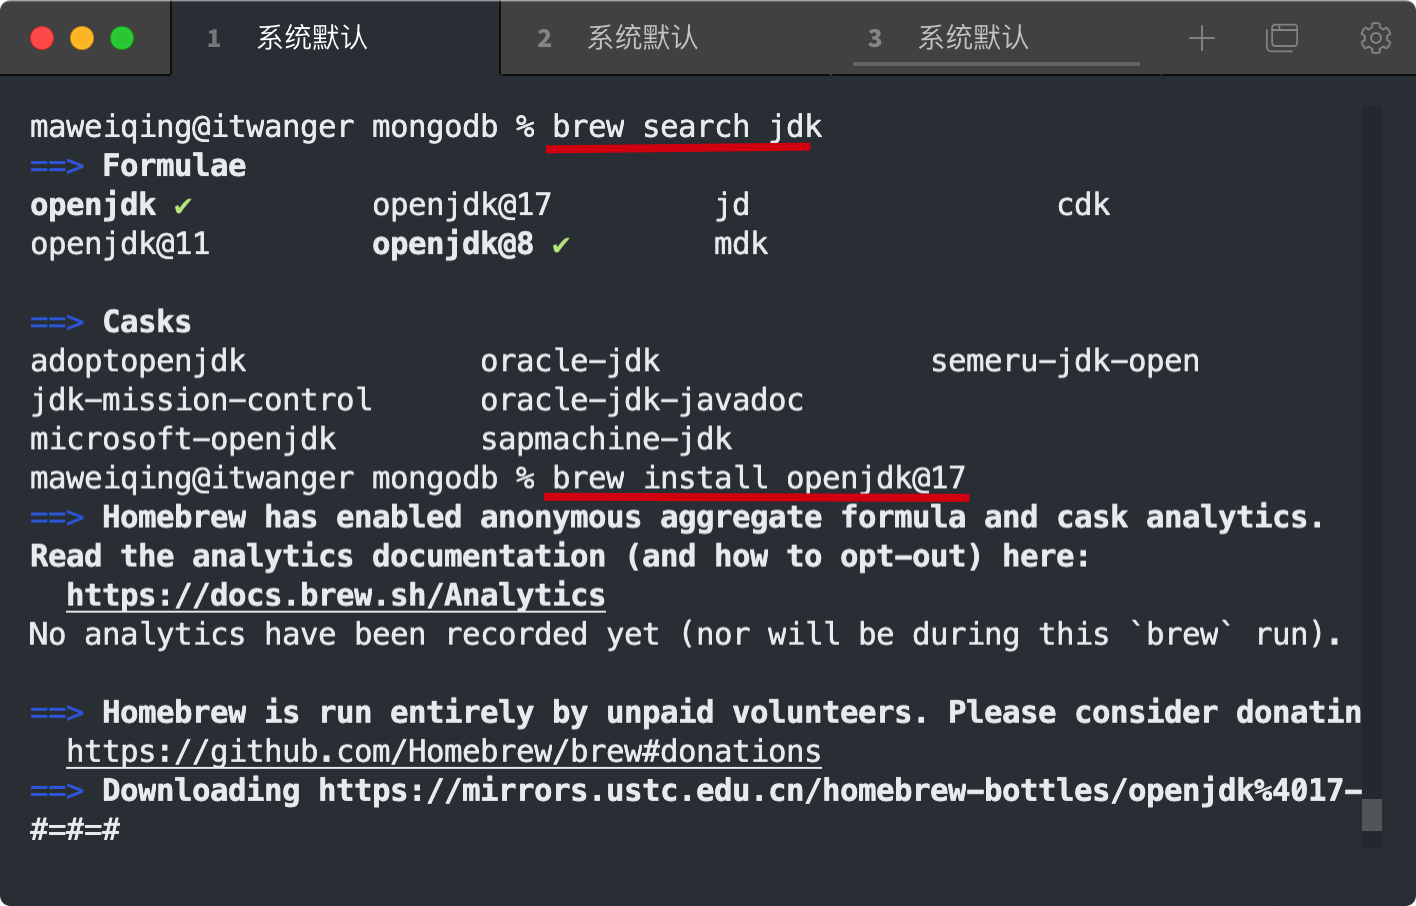 1 系统默认 2 系统默认 3 系统默认
maweiqing@itwanger mongodb % brew search jdk
==> Formulae
openjdk ✔ openjdk@17 jd cdk
openjdk@11 openjdk@8 ✔ mdk
==> Casks
adoptopenjdk oracle-jdk semeru-jdk-open
jdk-mission-control oracle-jdk-javadoc
microsoft-openjdk sapmachine-jdk
maweiqing@itwanger mongodb % brew install openjdk@17
==> Homebrew has enabled anonymous aggregate formula and cask analytics.
Read the analytics documentation (and how to opt-out) here:
https://docs.brew.sh/Analytics
No analytics have been recorded yet (nor will be during this `brew` run).
==> Homebrew is run entirely by unpaid volunteers. Please consider donatin
https://github.com/Homebrew/brew#donations
==> Downloading https://mirrors.ustc.edu.cn/homebrew-bottles/openjdk%4017-
#=#=#